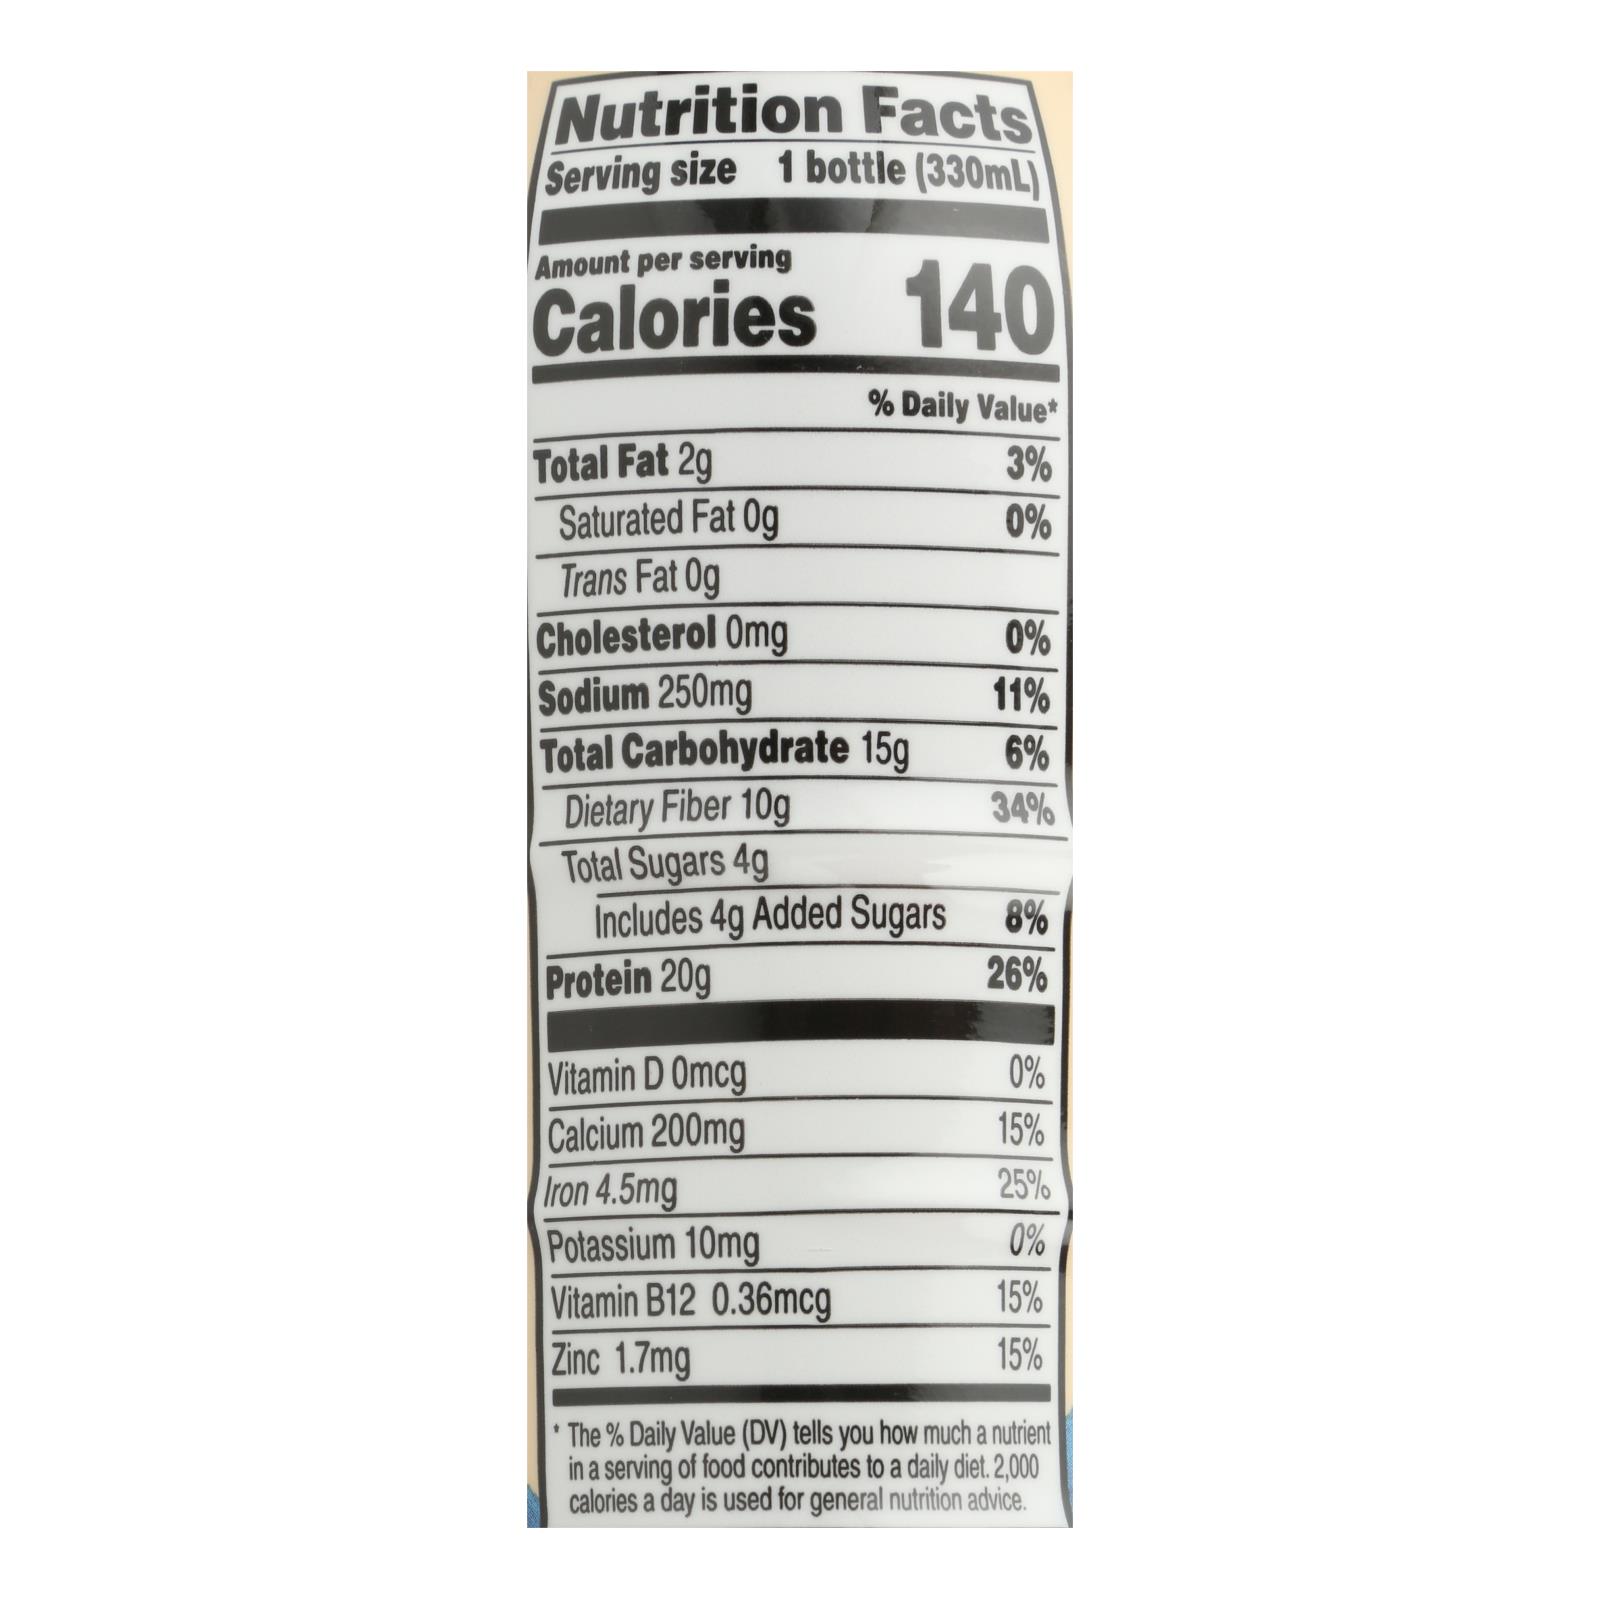 Nutrition Facts
Serving size 1 bottle (330mL)
Amount per serving
Calories 140
% Daily Value*
Total Fat 2g 3%
Saturated Fat 0g 0%
Trans Fat 0g
Cholesterol 0mg 0%
Sodium 250mg 11%
Total Carbohydrate 15g 6%
Dietary Fiber 10g 34%
Total Sugars 4g
Includes 4g Added Sugars 8%
Protein 20g 26%
Vitamin D 0mcg 0%
Calcium 200mg 15%
Iron 4.5mg 25%
Potassium 10mg 0%
Vitamin B12 0.36mcg 15%
Zinc 1.7mg 15%
* The % Daily Value (DV) tells you how much a nutrient
in a serving of food contributes to a daily diet. 2,000
calories a day is used for general nutrition advice.